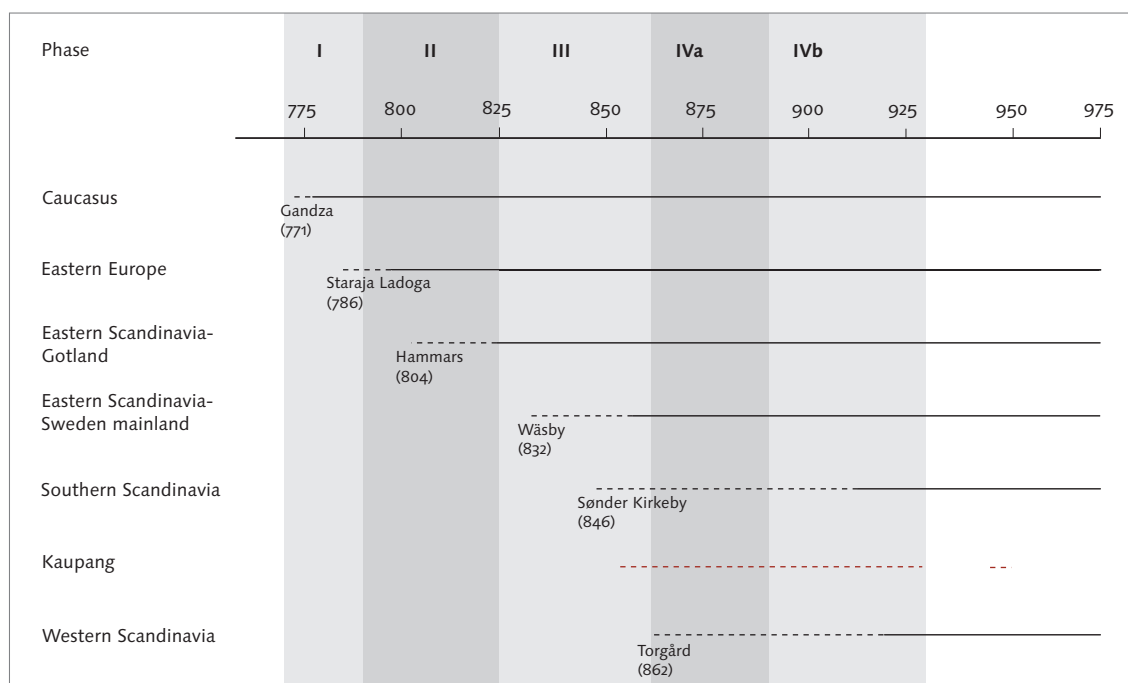 Phase I II III IVa IVb
775 800 825 850 875 900 925 950 975
Caucasus
Gandza
(771)
Eastern Europe
Staraja Ladoga
(786)
Eastern Scandinavia-
Gotland
Hammars
(804)
Eastern Scandinavia-
Sweden mainland
Wäsby
(832)
Southern Scandinavia
Sønder Kirkeby
(846)
Kaupang
Western Scandinavia
Torgård
(862)